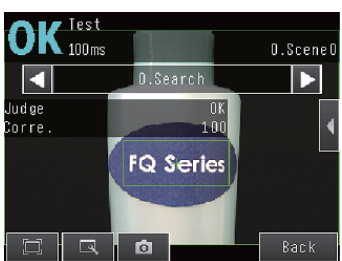 OK
Test
100ms
0.Scene0
0.Search
Judge OK
Corre. 100
FQ Series
Back